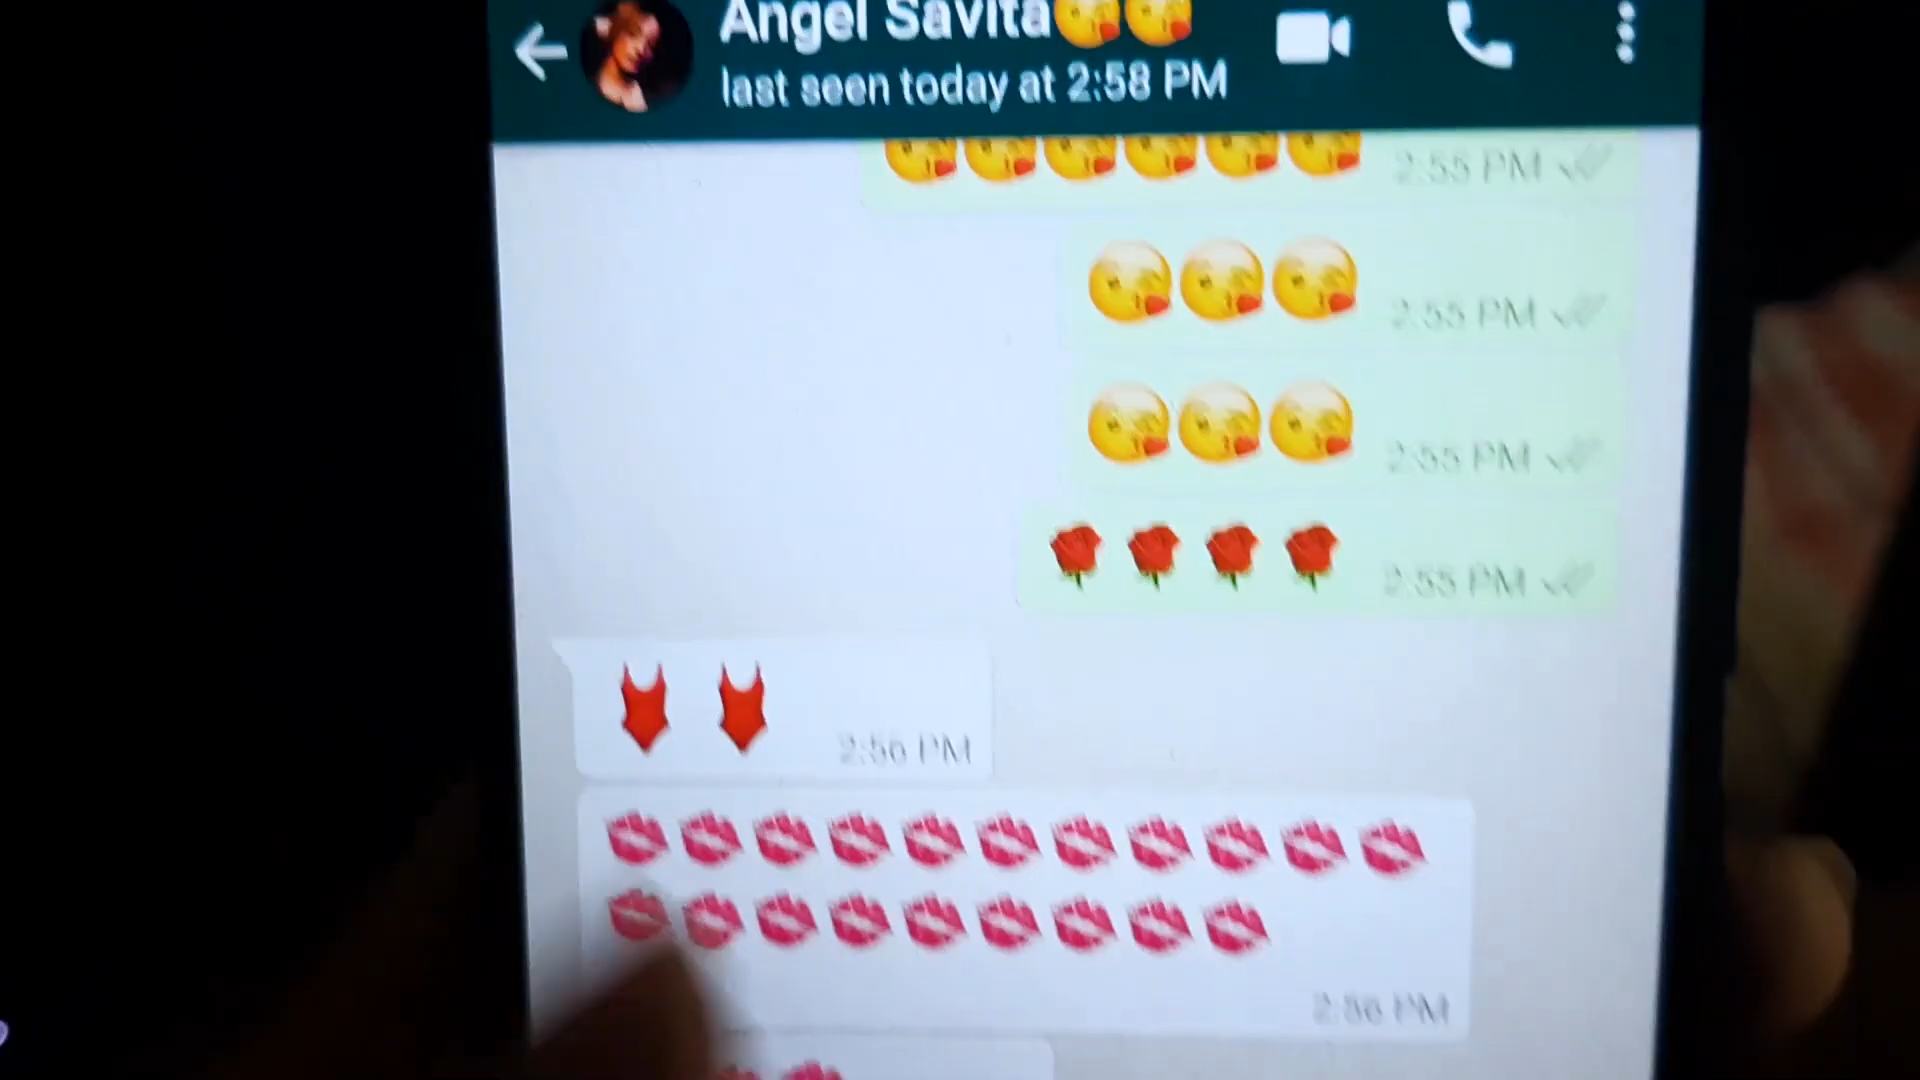 Angel Savita😘😘
last seen today at 2:58 PM
😘😘😘😘😘😘 2:55 PM
😘😘😘 2:55 PM
😘😘😘 2:55 PM
🌹🌹🌹🌹 2:55 PM
🩱🩱 2:56 PM
💋💋💋💋💋💋💋💋💋💋💋
💋💋💋💋💋💋💋💋💋
2:56 PM